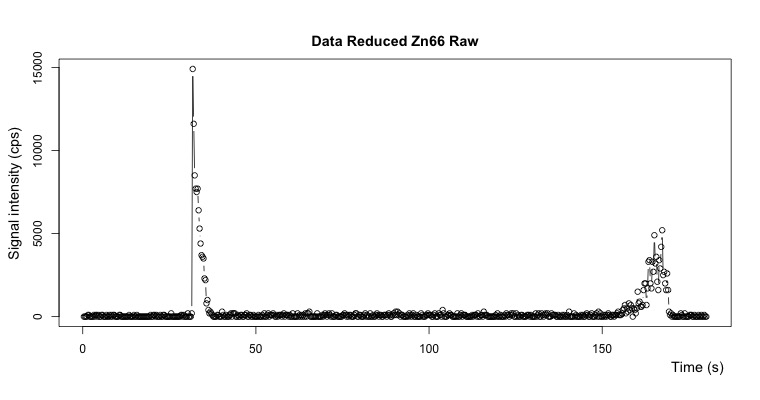 Data Reduced Zn66 Raw
Signal intensity (cps)
15000
10000
5000
0
0 50 100 150
Time (s)